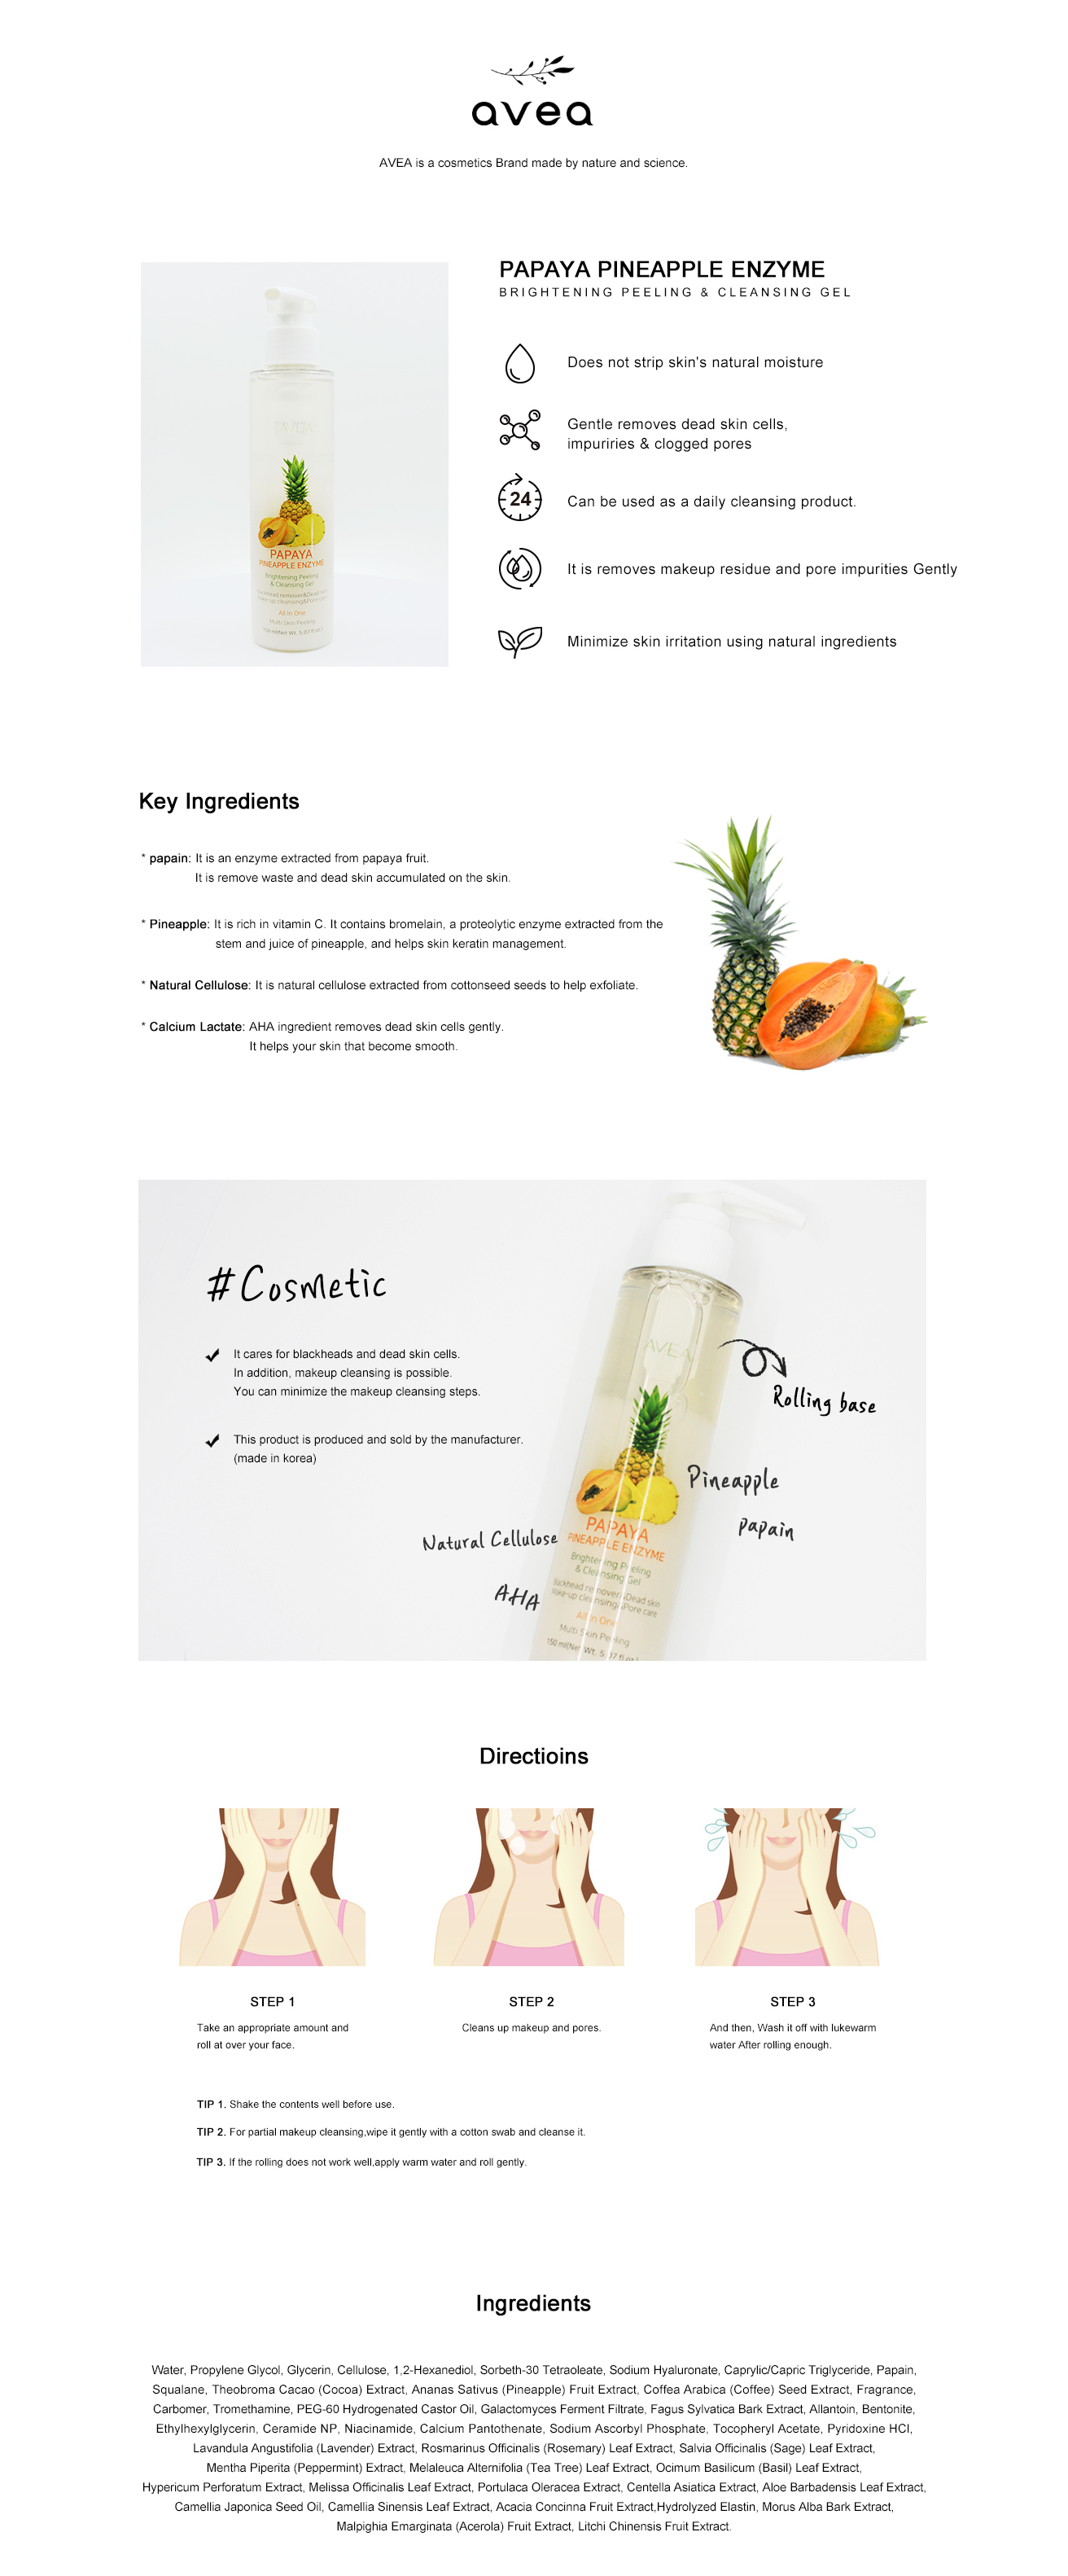 avea
AVEA is a cosmetics Brand made by nature and science.
PAPAYA PINEAPPLE ENZYME
BRIGHTENING PEELING & CLEANSING GEL
Does not strip skin's natural moisture
Gentle removes dead skin cells,
impuriries & clogged pores
24
Can be used as a daily cleansing product.
It is removes makeup residue and pore impurities Gently
Minimize skin irritation using natural ingredients
AVEA
PAPAYA
PINEAPPLE ENZYME
Brightening Peeling
& Cleansing Gel
All in One
Multi Skin Peeling
Key Ingredients
* papain: It is an enzyme extracted from papaya fruit.
It is remove waste and dead skin accumulated on the skin.
* Pineapple: It is rich in vitamin C. It contains bromelain, a proteolytic enzyme extracted from the
stem and juice of pineapple, and helps skin keratin management.
* Natural Cellulose: It is natural cellulose extracted from cottonseed seeds to help exfoliate.
* Calcium Lactate: AHA ingredient removes dead skin cells gently.
It helps your skin that become smooth.
#Cosmetic
It cares for blackheads and dead skin cells.
In addition, makeup cleansing is possible.
You can minimize the makeup cleansing steps.
This product is produced and sold by the manufacturer.
(made in korea)
AVEA
Rolling base
Pineapple
papain
Natural Cellulose
AHA
PAPAYA
PINEAPPLE ENZYME
Brightening Peeling
& Cleansing Gel
All in One
Multi Skin Peeling
Directioins
STEP 1
Take an appropriate amount and
roll at over your face.
STEP 2
Cleans up makeup and pores.
STEP 3
And then, Wash it off with lukewarm
water After rolling enough.
TIP 1. Shake the contents well before use.
TIP 2. For partial makeup cleansing,wipe it gently with a cotton swab and cleanse it.
TIP 3. If the rolling does not work well,apply warm water and roll gently.
Ingredients
Water, Propylene Glycol, Glycerin, Cellulose, 1,2-Hexanediol, Sorbeth-30 Tetraoleate, Sodium Hyaluronate, Caprylic/Capric Triglyceride, Papain,
Squalane, Theobroma Cacao (Cocoa) Extract, Ananas Sativus (Pineapple) Fruit Extract, Coffea Arabica (Coffee) Seed Extract, Fragrance,
Carbomer, Tromethamine, PEG-60 Hydrogenated Castor Oil, Galactomyces Ferment Filtrate, Fagus Sylvatica Bark Extract, Allantoin, Bentonite,
Ethylhexylglycerin, Ceramide NP, Niacinamide, Calcium Pantothenate, Sodium Ascorbyl Phosphate, Tocopheryl Acetate, Pyridoxine HCI,
Lavandula Angustifolia (Lavender) Extract, Rosmarinus Officinalis (Rosemary) Leaf Extract, Salvia Officinalis (Sage) Leaf Extract,
Mentha Piperita (Peppermint) Extract, Melaleuca Alternifolia (Tea Tree) Leaf Extract, Ocimum Basilicum (Basil) Leaf Extract,
Hypericum Perforatum Extract, Melissa Officinalis Leaf Extract, Portulaca Oleracea Extract, Centella Asiatica Extract, Aloe Barbadensis Leaf Extract,
Camellia Japonica Seed Oil, Camellia Sinensis Leaf Extract, Acacia Concinna Fruit Extract,Hydrolyzed Elastin, Morus Alba Bark Extract,
Malpighia Emarginata (Acerola) Fruit Extract, Litchi Chinensis Fruit Extract.